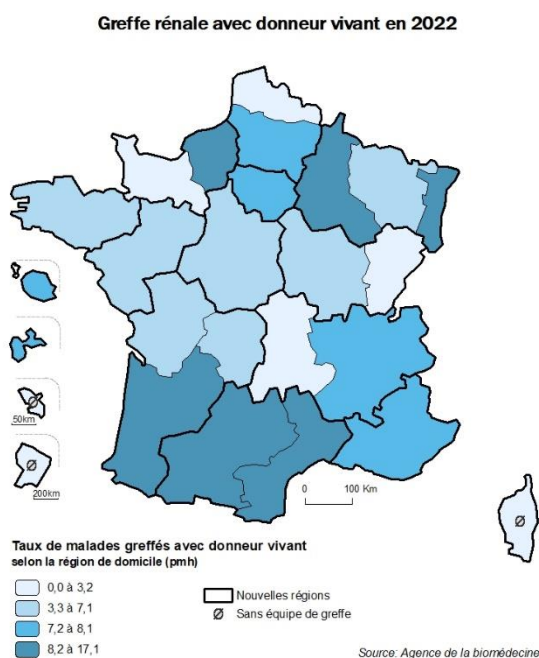 Greffe rénale avec donneur vivant en 2022
50km
200km
0 100 Km
Taux de malades greffés avec donneur vivant
selon la région de domicile (pmh)
0,0 à 3,2
3,3 à 7,1
7,2 à 8,1
8,2 à 17,1
Nouvelles régions
Sans équipe de greffe
Source: Agence de la biomédecine